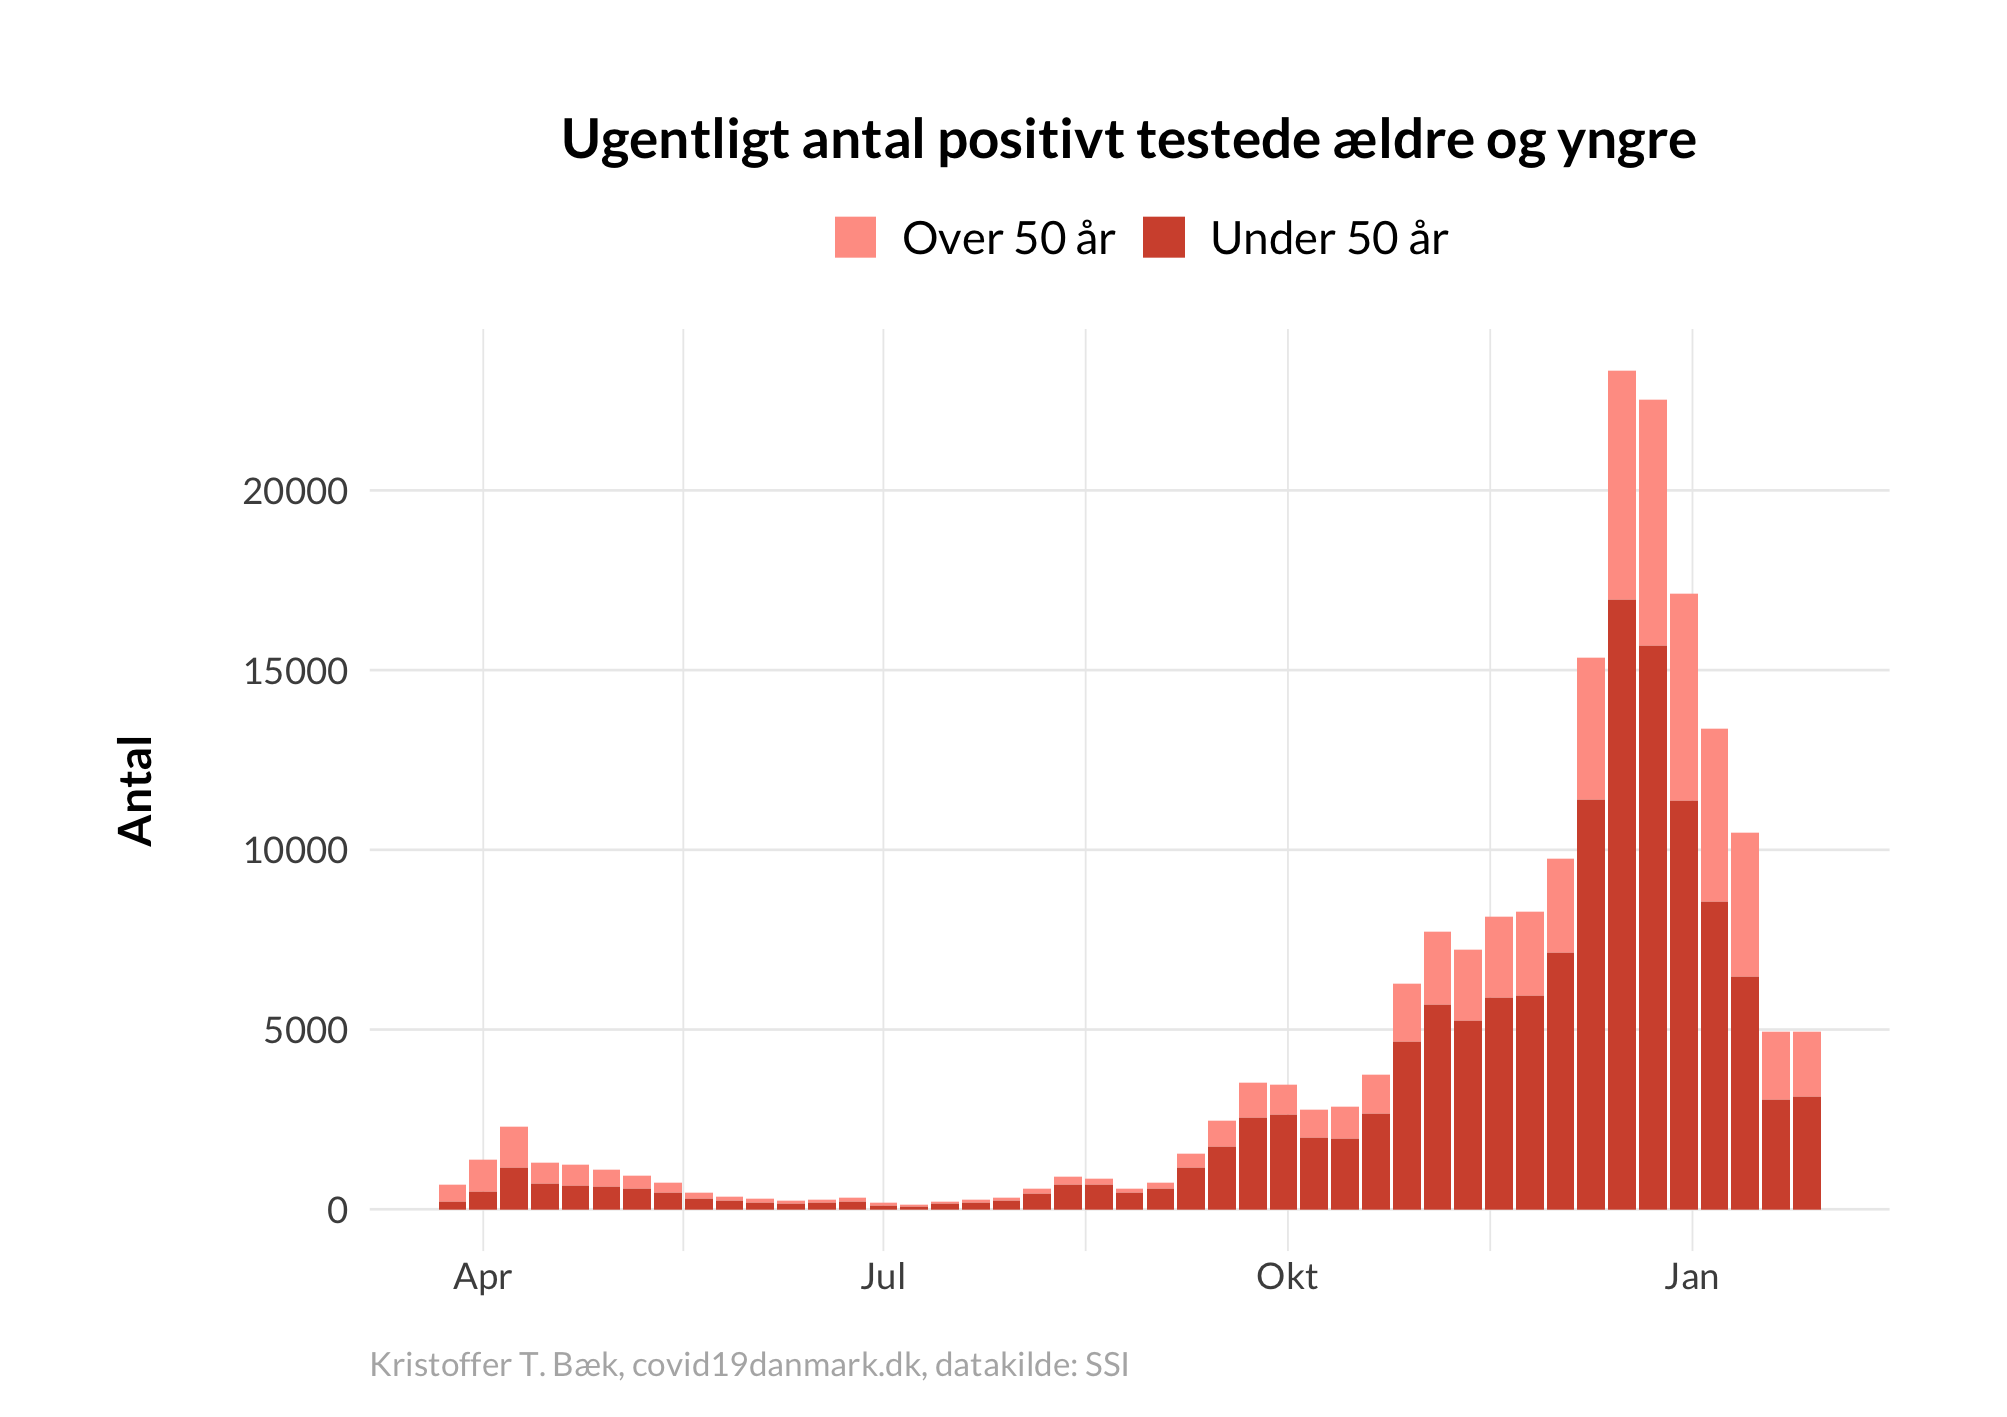 Ugentligt antal positivt testede ældre og yngre
Over 50 år
Under 50 år
Antal
20000
15000
10000
5000
0
Apr
Jul
Okt
Jan
Kristoffer T. Bæk, covid19danmark.dk, datakilde: SSI